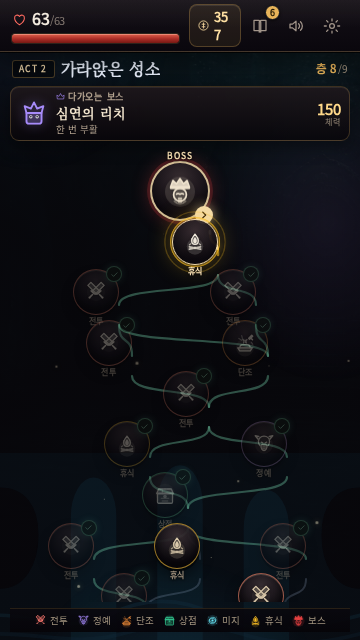 63/63
35
7
6
ACT 2 가라앉은 성소
층 8/9
다가오는 보스
심연의 리치
한 번 부활
150
체력
BOSS
휴식
전투 전투
전투 단조
전투
휴식 정예
상점
전투 휴식 전투
전투 정예 단조 상점 미지 휴식 보스